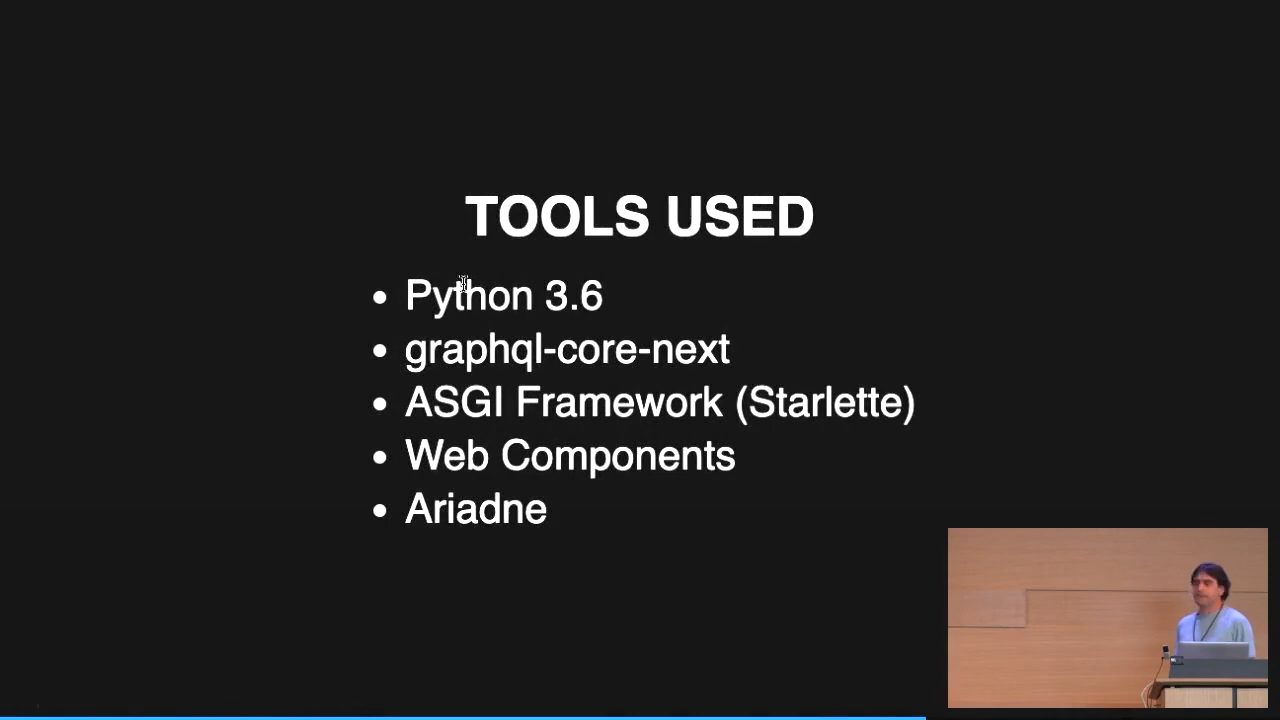 TOOLS USED
Python 3.6
graphql-core-next
ASGI Framework (Starlette)
Web Components
Ariadne